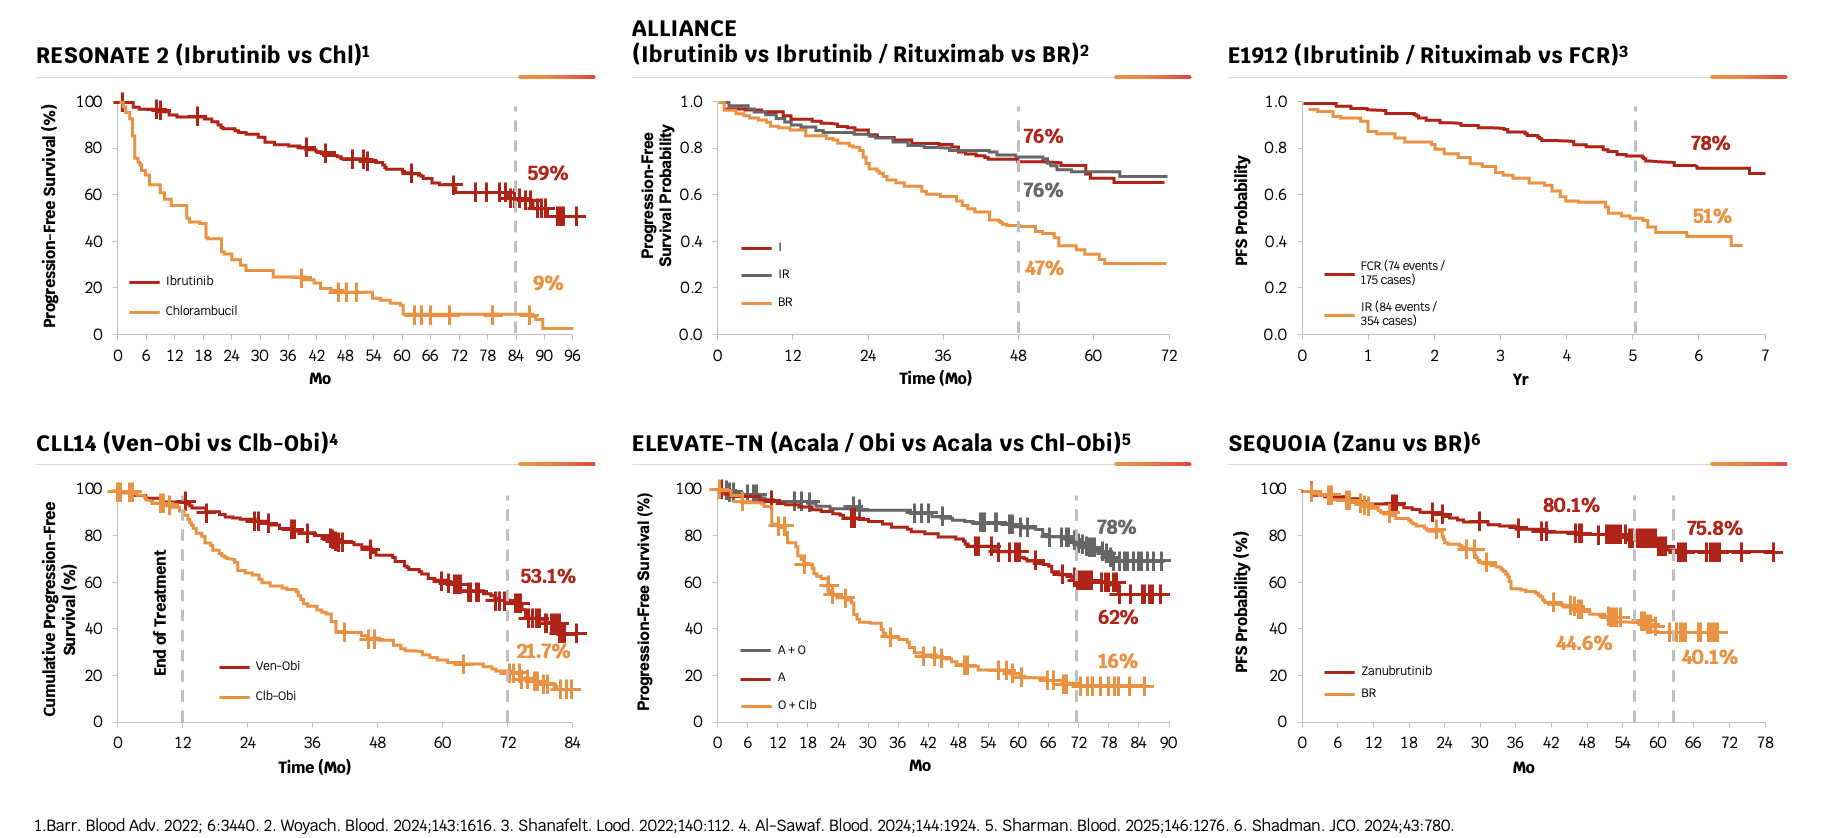 RESONATE 2 (Ibrutinib vs Chl)¹
Progression-Free Survival (%)
100
80
60
40
20
0
59%
9%
Ibrutinib
Chlorambucil
0 6 12 18 24 30 36 42 48 54 60 66 72 78 84 90 96
Mo
ALLIANCE
(Ibrutinib vs Ibrutinib / Rituximab vs BR)²
Progression-Free
Survival Probability
1.0
0.8
0.6
0.4
0.2
0.0
76%
76%
47%
I
IR
BR
0 12 24 36 48 60 72
Time (Mo)
E1912 (Ibrutinib / Rituximab vs FCR)³
PFS Probability
1.0
0.8
0.6
0.4
0.2
0.0
78%
51%
FCR (74 events /
175 cases)
IR (84 events /
354 cases)
0 1 2 3 4 5 6 7
Yr
CLL14 (Ven-Obi vs Clb-Obi)⁴
Cumulative Progression-Free
Survival (%)
100
80
60
40
20
0
End of Treatment
53.1%
21.7%
Ven-Obi
Clb-Obi
0 12 24 36 48 60 72 84
Time (Mo)
ELEVATE-TN (Acala / Obi vs Acala vs Chl-Obi)⁵
Progression-Free Survival (%)
100
80
60
40
20
0
78%
62%
16%
A + O
A
O + Clb
0 6 12 18 24 30 36 42 48 54 60 66 72 78 84 90
Mo
SEQUOIA (Zanu vs BR)⁶
PFS Probability (%)
100
80
60
40
20
0
80.1%
75.8%
44.6%
40.1%
Zanubrutinib
BR
0 6 12 18 24 30 36 42 48 54 60 66 72 78
Mo
1.Barr. Blood Adv. 2022; 6:3440. 2. Woyach. Blood. 2024;143:1616. 3. Shanafelt. Lood. 2022;140:112. 4. Al-Sawaf. Blood. 2024;144:1924. 5. Sharman. Blood. 2025;146:1276. 6. Shadman. JCO. 2024;43:780.